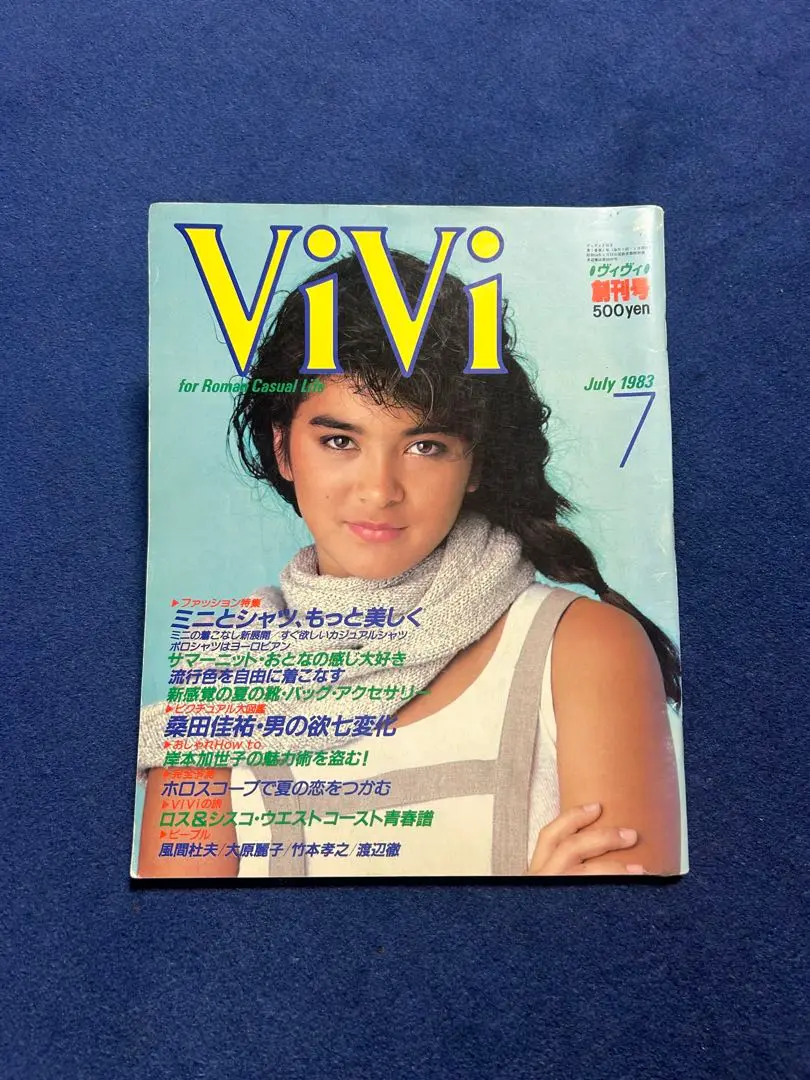 ViVi
for Roman Casual Life
ヴィヴィ
創刊号
500yen
July 1983
7
▶ファッション特集
ミニとシャツ、もっと美しく
ミニの着こなし新展開 すぐ欲しいカジュアルシャツ
ポロシャツはヨーロピアン
サマーニット・おとなの感じ大好き
流行色を自由に着こなす
新感覚の夏の靴・バッグ・アクセサリー
▶ピクチュアル大図鑑
桑田佳祐・男の欲七変化
▶おしゃれHow to
岸本加世子の魅力術を盗む!
▶完全予測
ホロスコープで夏の恋をつかむ
▶ViViの旅
ロス&シスコ・ウエストコースト青春譜
▶ピープル
風間杜夫/大原麗子/竹本孝之/渡辺徹